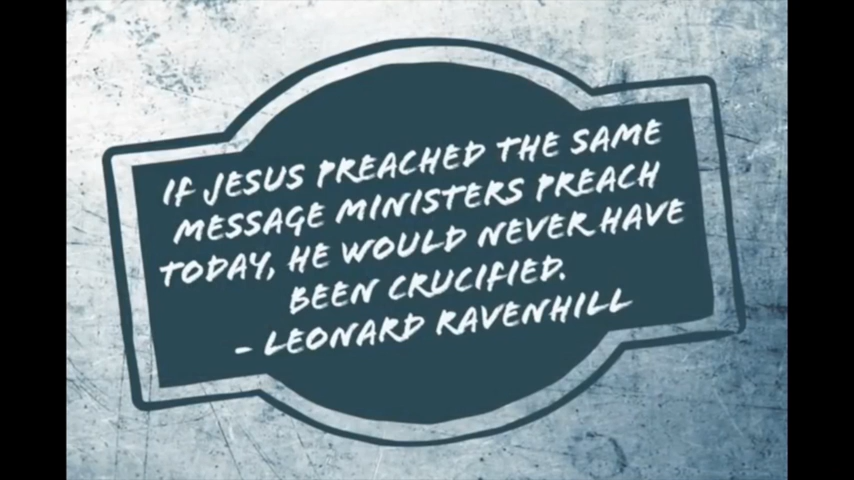 IF JESUS PREACHED THE SAME
MESSAGE MINISTERS PREACH
TODAY, HE WOULD NEVER HAVE
BEEN CRUCIFIED.
- LEONARD RAVENHILL